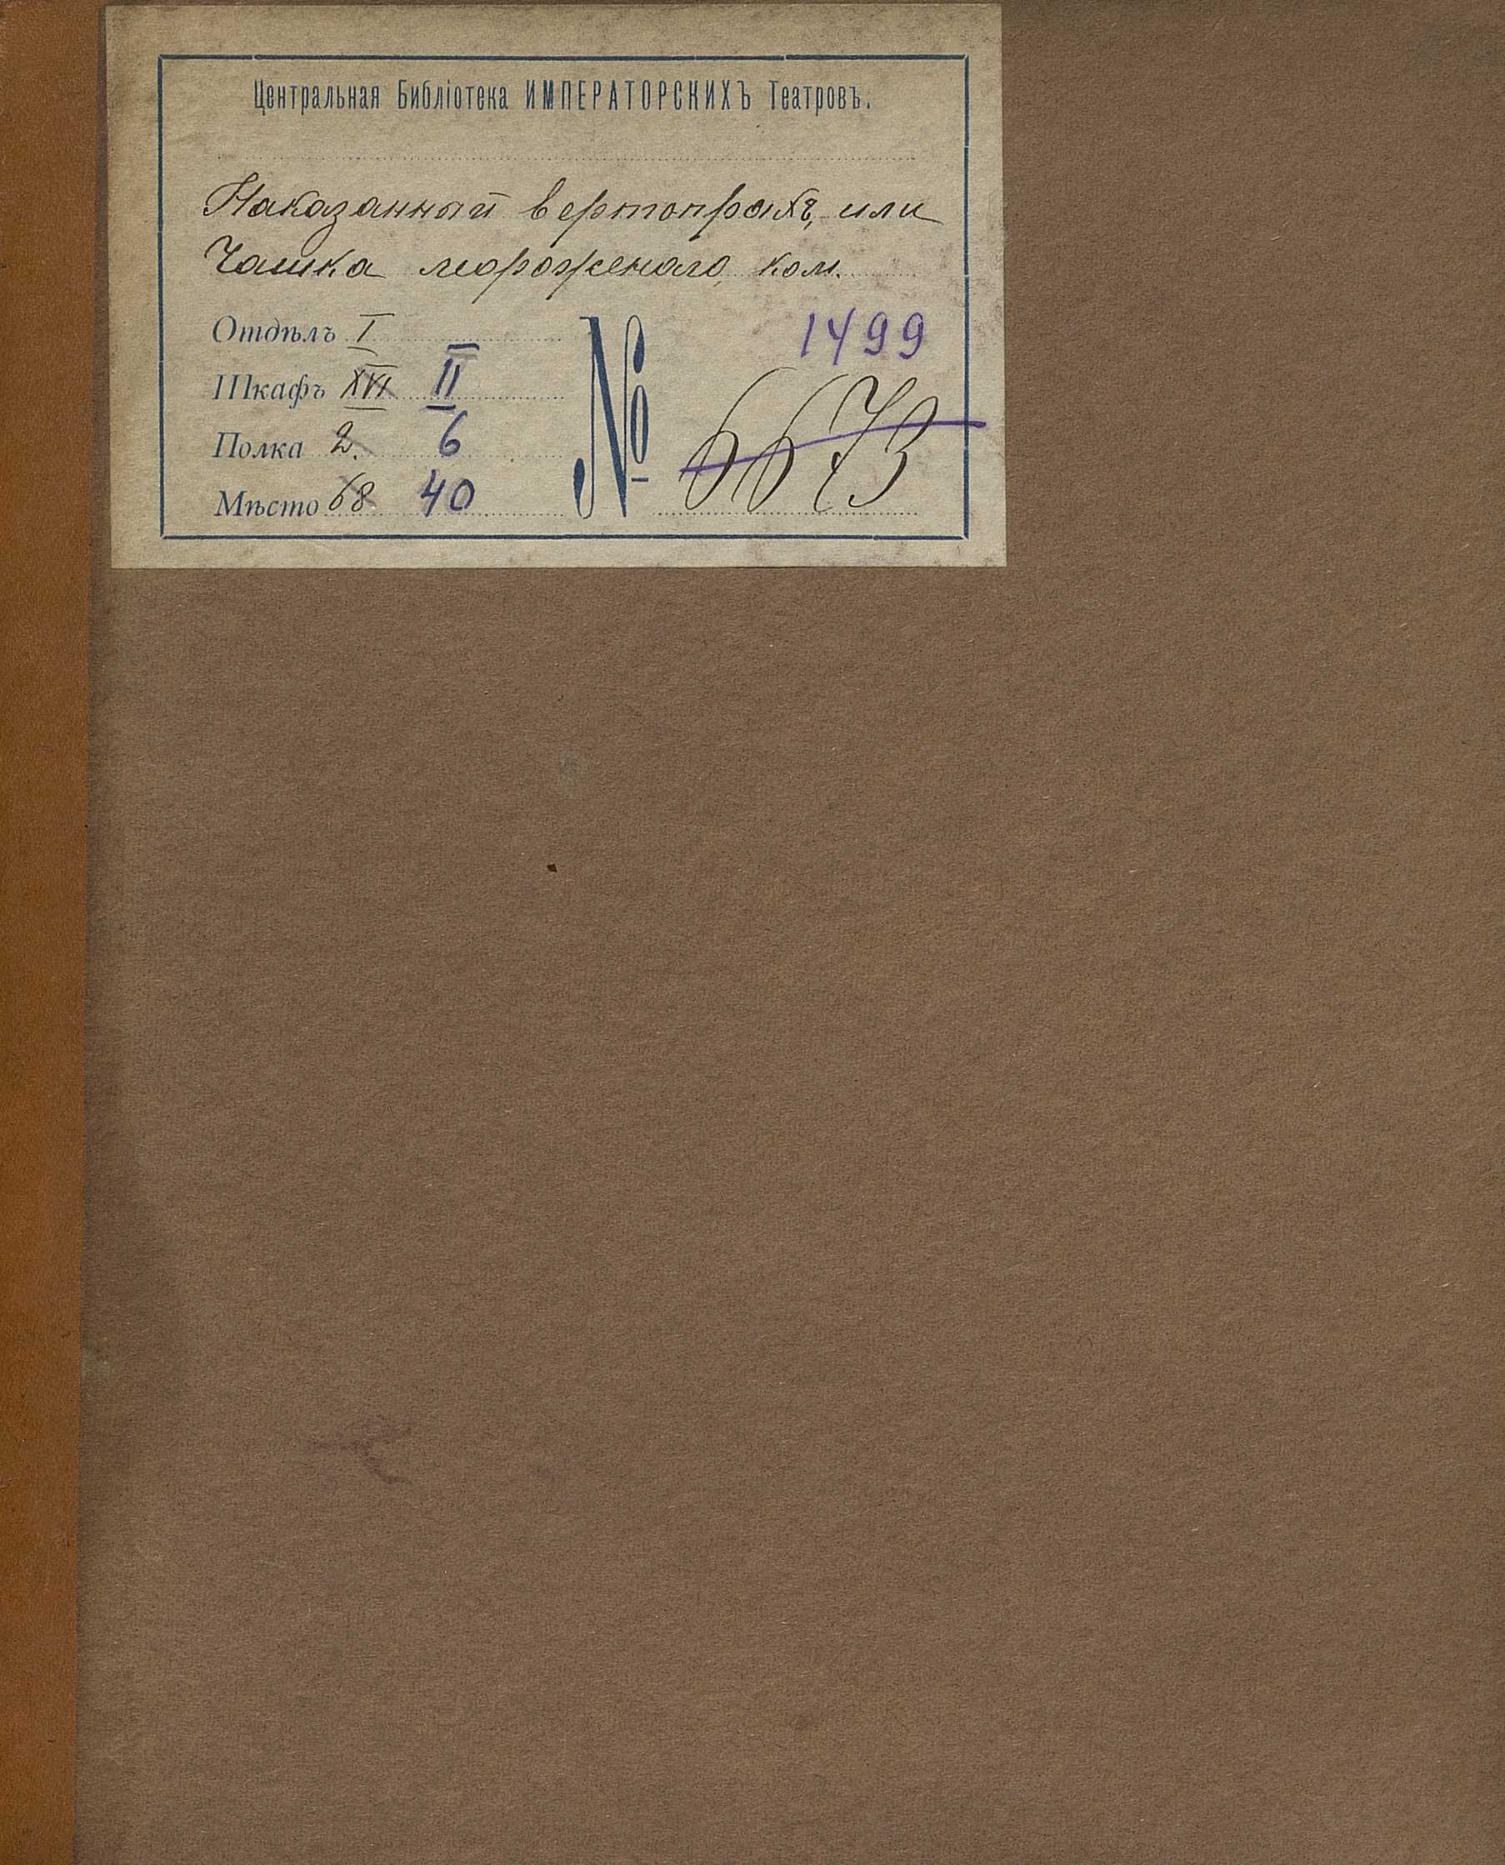 Центральная Библіотека ИМПЕРАТОРСКИХЪ Театровъ.
Наказанный вертопрахъ, или
Чашка мороженаго ком.
Отдѣлъ I
Шкафъ XVI II
Полка 2. 6
Мѣсто 68 40
№ 1499
6673